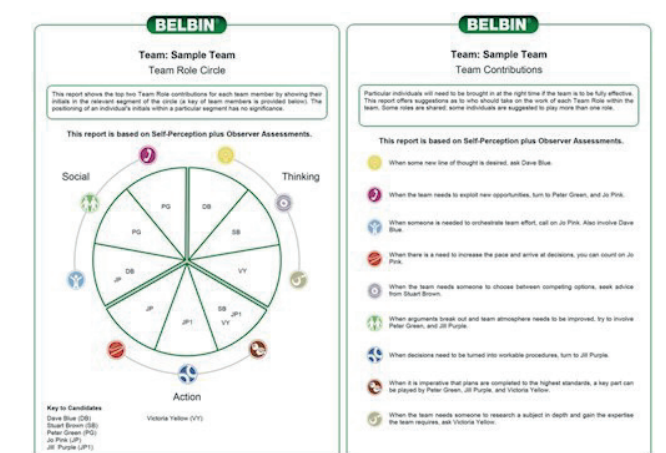 BELBIN®
Team: Sample Team
Team Role Circle
This report shows the top two Team Role contributions for each team member by showing their
initials in the relevant segment of the circle (a key of team members is provided below). The
positioning of an individual's initials within a particular segment has no significance.
This report is based on Self-Perception plus Observer Assessments.
Social
Thinking
PG
DB
PG
SB
DB
JP
VY
JP
JP1
SB
JP1
VY
Action
Key to Candidates
Dave Blue (DB)
Stuart Brown (SB)
Peter Green (PG)
Jo Pink (JP)
Jill Purple (JP1)
Victoria Yellow (VY)
BELBIN®
Team: Sample Team
Team Contributions
Particular individuals will need to be brought in at the right time if the team is to be fully effective.
This report offers suggestions as to who should take on the work of each Team Role within the
team. Some roles are shared; some individuals are suggested to play more than one role.
This report is based on Self-Perception plus Observer Assessments.
When some new line of thought is desired, ask Dave Blue.
When the team needs to exploit new opportunities, turn to Peter Green, and Jo Pink.
When someone is needed to orchestrate team effort, call on Jo Pink. Also involve Dave
Blue.
When there is a need to increase the pace and arrive at decisions, you can count on Jo
Pink.
When the team needs someone to choose between competing options, seek advice
from Stuart Brown.
When arguments break out and team atmosphere needs to be improved, try to involve
Peter Green, and Jill Purple.
When decisions need to be turned into workable procedures, turn to Jill Purple.
When it is imperative that plans are completed to the highest standards, a key part can
be played by Peter Green, Jill Purple, and Victoria Yellow.
When the team needs someone to research a subject in depth and gain the expertise
the team requires, ask Victoria Yellow.